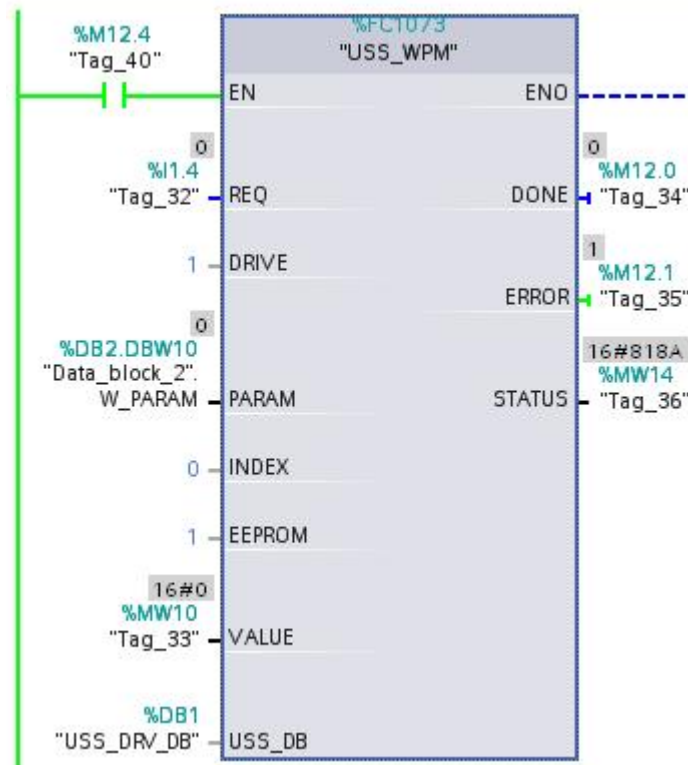 %M12.4
"Tag_40"
%FC1073
"USS_WPM"
EN
ENO
0
%I1.4
"Tag_32"
REQ
0
DONE
%M12.0
"Tag_34"
1
DRIVE
1
ERROR
%M12.1
"Tag_35"
0
%DB2.DBW10
"Data_block_2".
W_PARAM
PARAM
16#818A
STATUS
%MW14
"Tag_36"
0
INDEX
1
EEPROM
16#0
%MW10
"Tag_33"
VALUE
%DB1
"USS_DRV_DB"
USS_DB